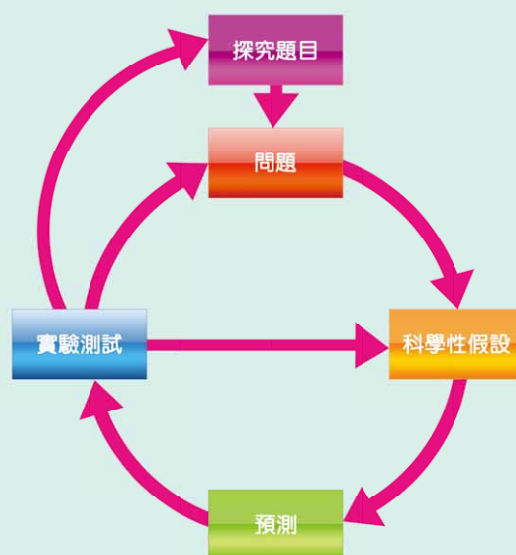 探究題目
問題
實驗測試
科學性假設
預測